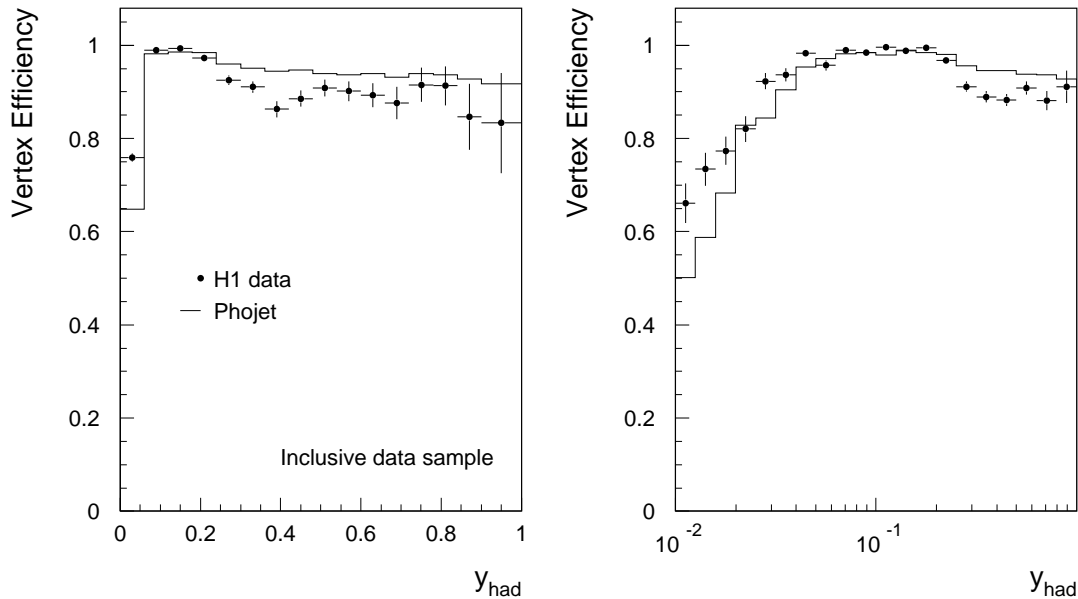 Vertex Efficiency
1
0.8
0.6
0.4
0.2
0
0
0.2
0.4
0.6
0.8
1
y_had
H1 data
Phojet
Inclusive data sample
Vertex Efficiency
1
0.8
0.6
0.4
0.2
0
10^-2
10^-1
y_had